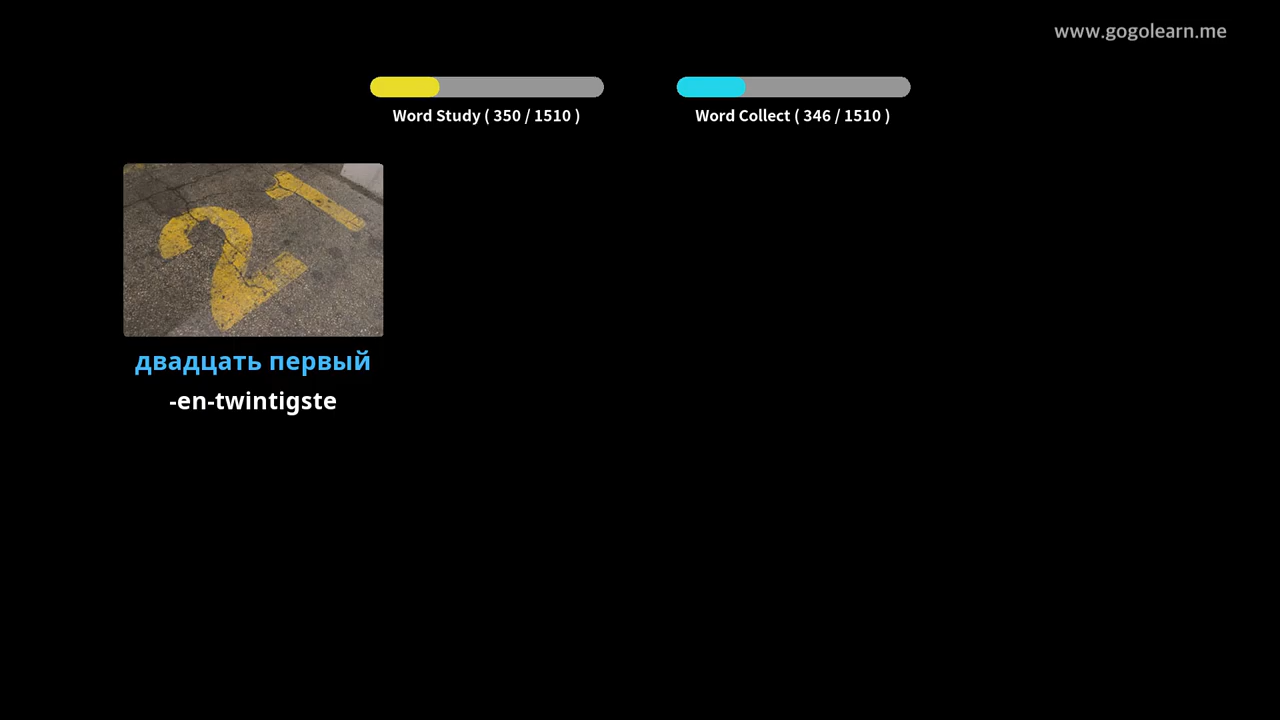 www.gogolearn.me
Word Study ( 350 / 1510 )
Word Collect ( 346 / 1510 )
21
двадцать первый
-en-twintigste